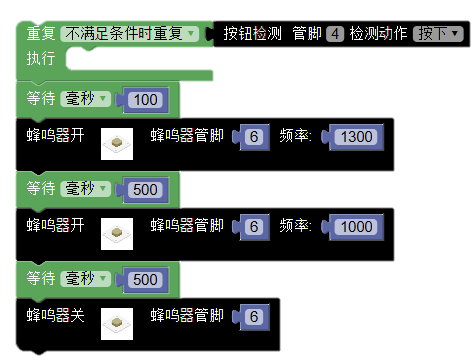 重复 不满足条件时重复 按钮检测 管脚 4 检测动作 按下
执行
等待 毫秒 100
蜂鸣器开 蜂鸣器管脚 6 频率: 1300
等待 毫秒 500
蜂鸣器开 蜂鸣器管脚 6 频率: 1000
等待 毫秒 500
蜂鸣器关 蜂鸣器管脚 6